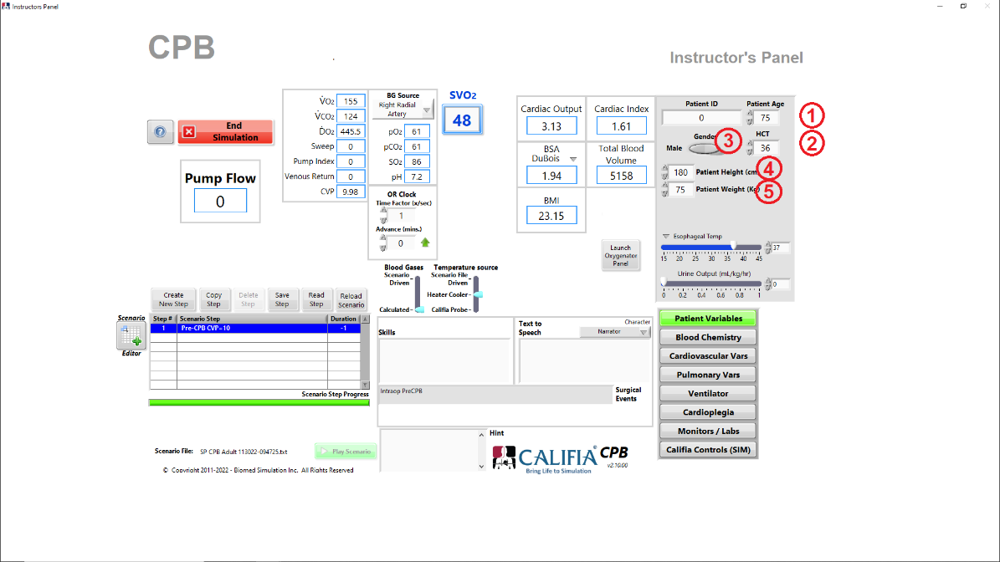 Instructors Panel
CPB
Instructor's Panel
End
Simulation
Pump Flow
0
V̇O₂ 155
V̇CO₂ 124
ḊO₂ 445.5
Sweep 0
Pump Index 0
Venous Return 0
CVP 9.98
BG Source
Right Radial
Artery
pO₂ 61
pCO₂ 61
SO₂ 86
pH 7.2
OR Clock
Time Factor (x/sec)
1
Advance (mins.)
0
SVO₂
48
Cardiac Output
3.13
Cardiac Index
1.61
BSA
DuBois
1.94
Total Blood
Volume
5158
BMI
23.15
Launch
Oxygenator
Panel
Patient ID
0
Patient Age
75
1
Gender
Male
3
HCT
36
2
180 Patient Height (cm
4
75 Patient Weight (Kg)
5
Esophageal Temp
37
15 20 25 30 35 40 45
Urine Output (mL/kg/hr)
0
0 0.2 0.4 0.6 0.8 1
Blood Gases
Scenario
Driven
Calculated
Temperature source
Scenario File
Driven
Heater Cooler
Califia Probe
Create
New Step
Copy
Step
Delete
Step
Save
Step
Read
Step
Reload
Scenario
Scenario
Editor
Step # Scenario Step Duration
1 Pre-CPB CVP~10 -1
Scenario Step Progress
Skills
Text to
Speech
Character
Narrator
Intraop PreCPB
Surgical
Events
Patient Variables
Blood Chemistry
Cardiovascular Vars
Pulmonary Vars
Ventilator
Cardioplegia
Monitors / Labs
Califia Controls (SIM)
Scenario File: SP CPB Adult 113022-094725.txt
Play Scenario
Hint
CALIFIA® CPB
Bring Life to Simulation
v2.10.00
© Copyright 2011-2022 - Biomed Simulation Inc. All Rights Reserved